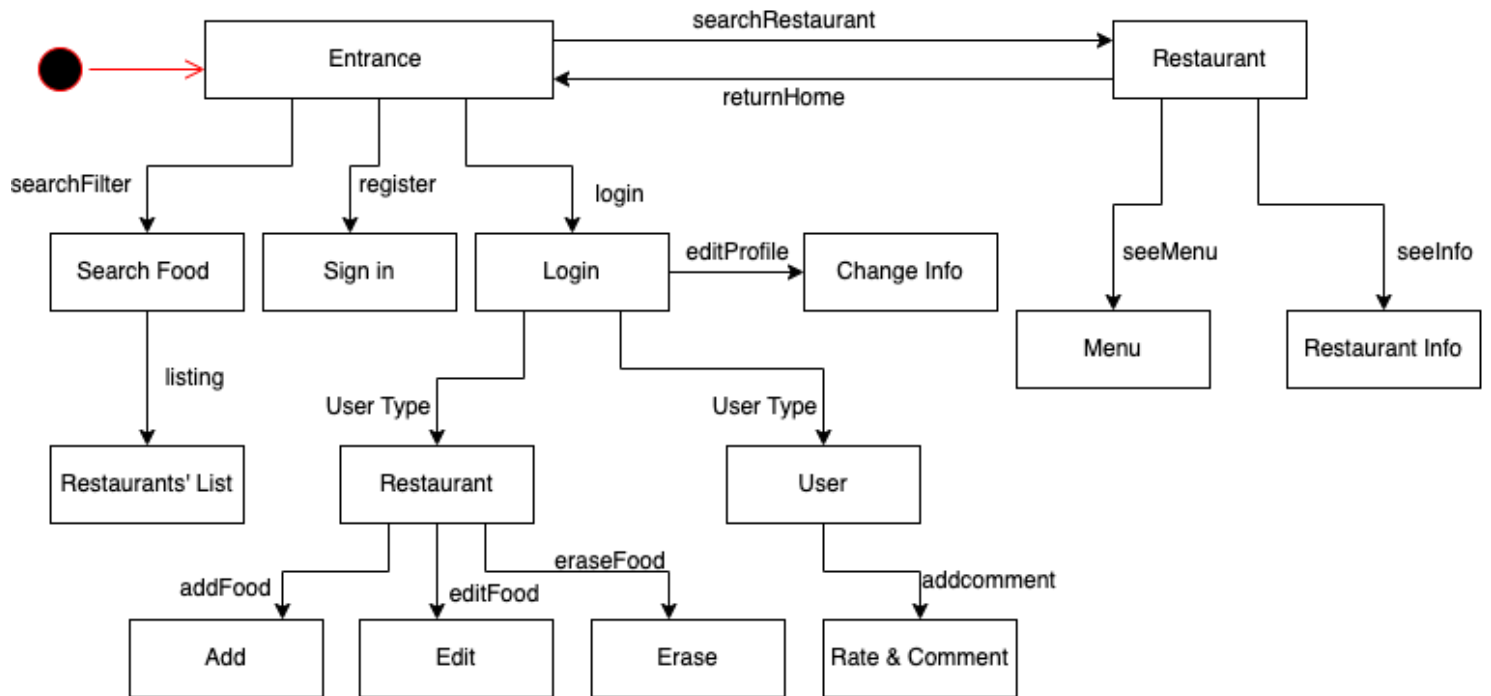 searchRestaurant
Entrance
Restaurant
returnHome
searchFilter
register
login
editProfile
seeMenu
seeInfo
Search Food
Sign in
Login
Change Info
Menu
Restaurant Info
listing
User Type
User Type
Restaurants' List
Restaurant
User
addFood
editFood
eraseFood
addcomment
Add
Edit
Erase
Rate & Comment